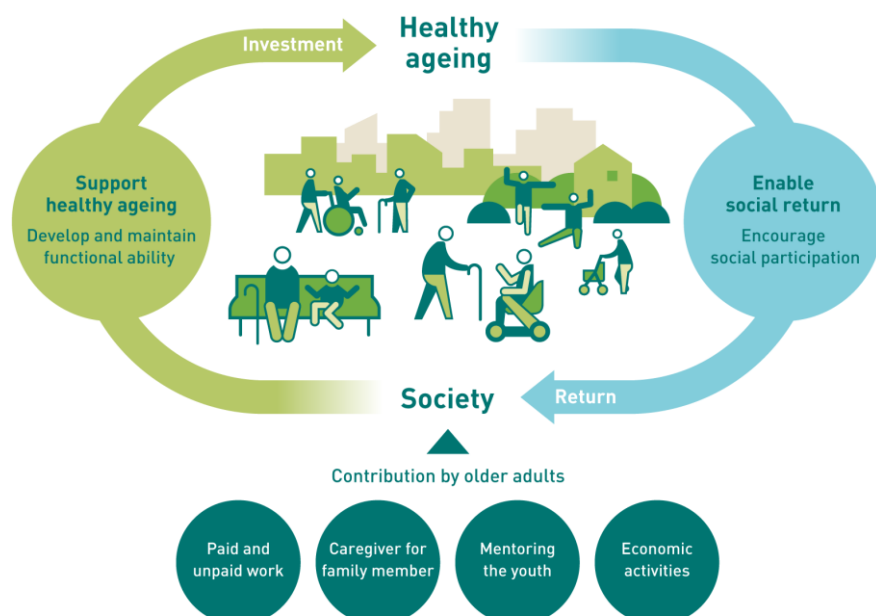 Investment
Healthy
ageing
Support
healthy ageing
Develop and maintain
functional ability
Enable
social return
Encourage
social participation
Society
Return
Contribution by older adults
Paid and
unpaid work
Caregiver for
family member
Mentoring
the youth
Economic
activities